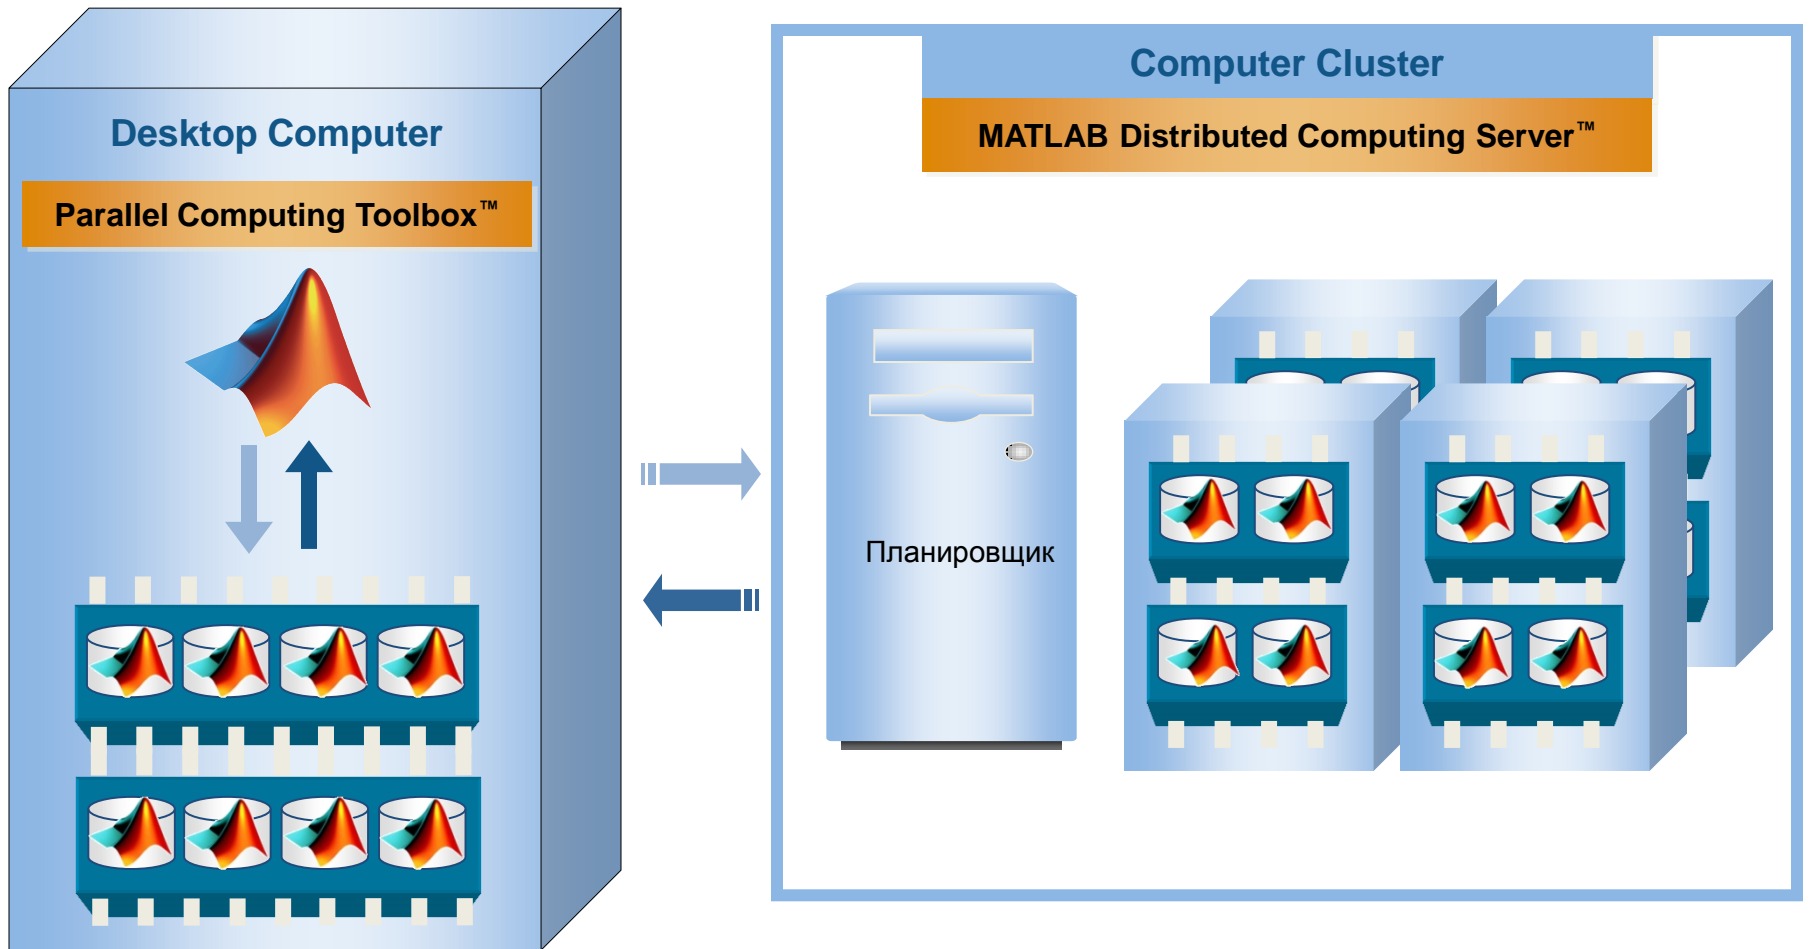 Desktop Computer
Parallel Computing Toolbox™
Computer Cluster
MATLAB Distributed Computing Server™
Планировщик